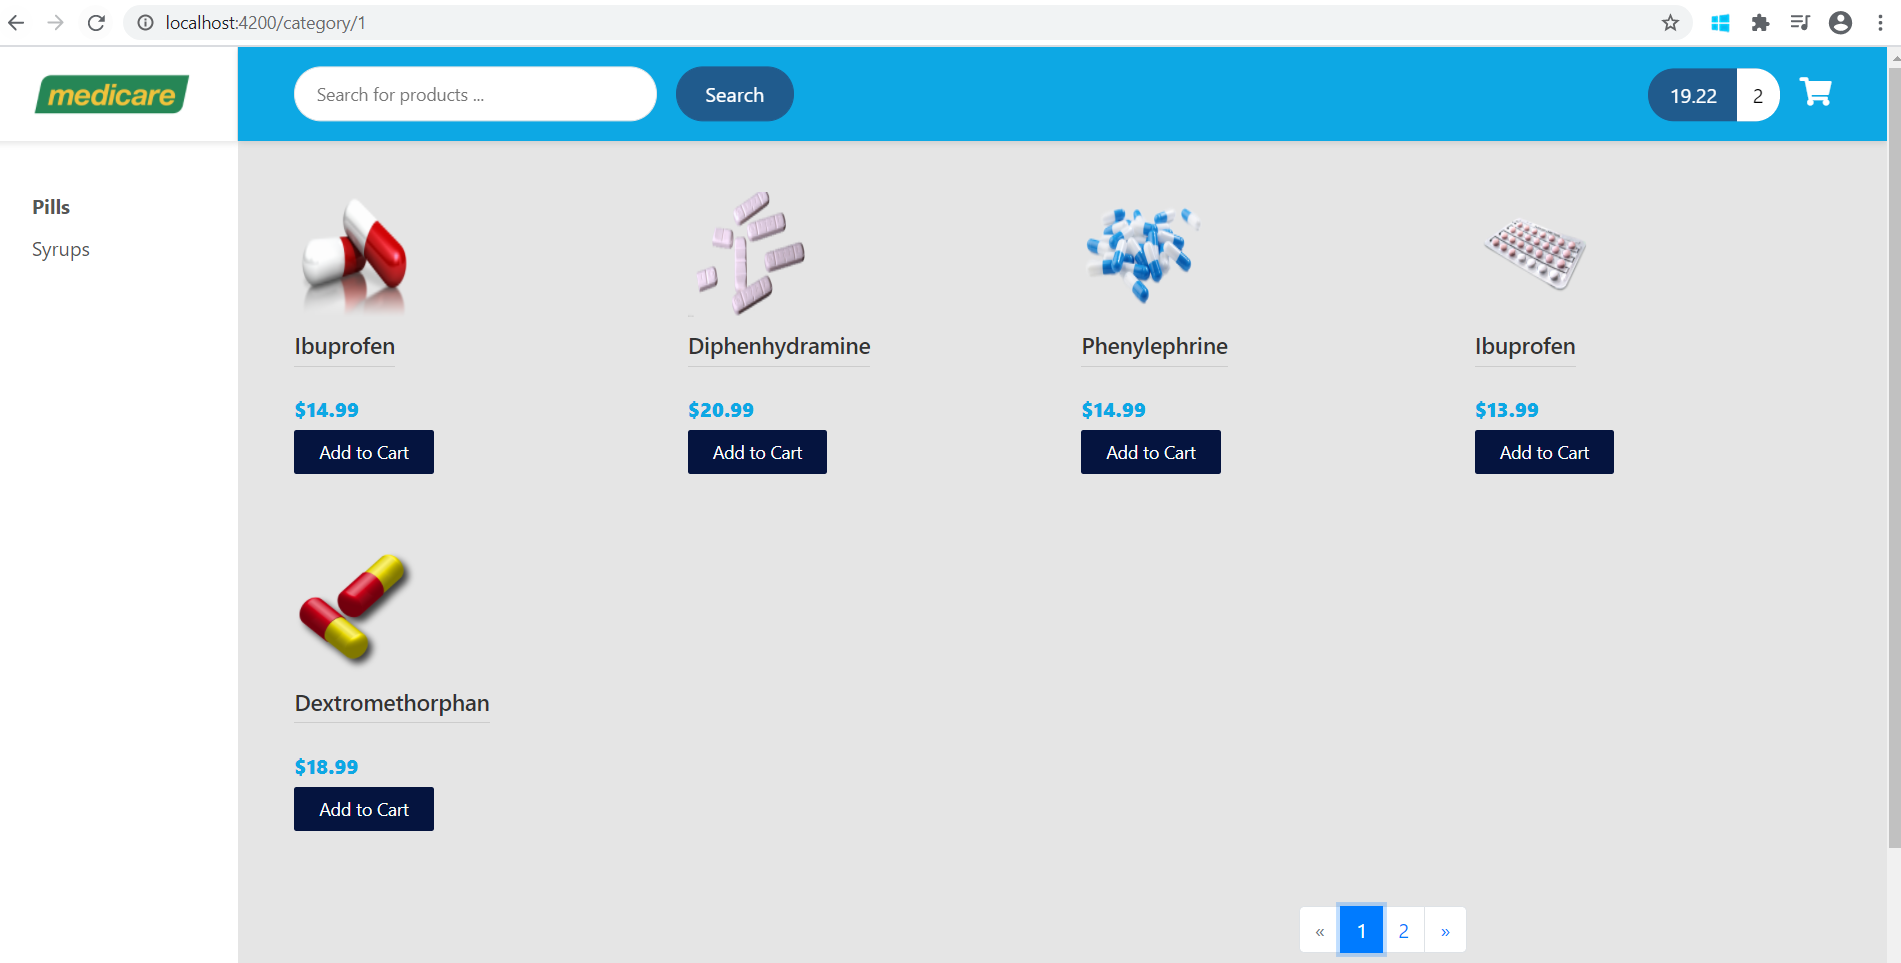 localhost:4200/category/1
medicare
Search for products ...
Search
19.22 2
Pills
Syrups
Ibuprofen
$14.99
Add to Cart
Diphenhydramine
$20.99
Add to Cart
Phenylephrine
$14.99
Add to Cart
Ibuprofen
$13.99
Add to Cart
Dextromethorphan
$18.99
Add to Cart
« 1 2 »